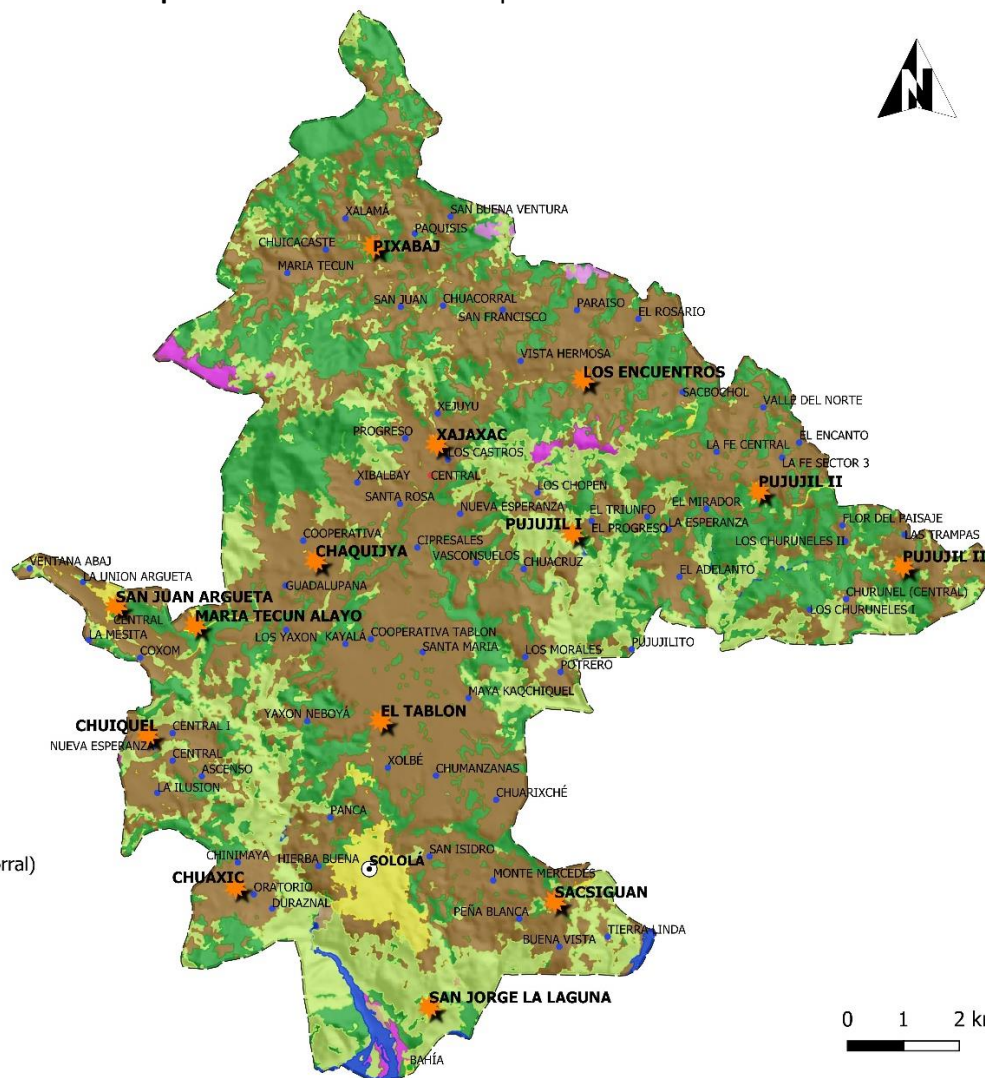 N
XALAMÁ
SAN BUENA VENTURA
PAQUISIS
CHUICACASTE
PIXABAJ
MARIA TECUN
SAN JUAN
CHUACORRAL
SAN FRANCISCO
PARAISO
EL ROSARIO
VISTA HERMOSA
LOS ENCUENTROS
SACBOCHOL
VALLE DEL NORTE
XEJUYU
PROGRESO
XAJAXAC
LOS CASTROS
LA FE CENTRAL
EL ENCANTO
LA FE SECTOR 3
XIBALBAY
CENTRAL
PUJUJIL II
SANTA ROSA
LOS CHOPEN
NUEVA ESPERANZA
EL TRIUNFO
EL MIRADOR
PUJUJIL I
EL PROGRESO
LA ESPERANZA
FLOR DEL PAISAJE
LAS TRAMPAS
LOS CHURUNELES II
COOPERATIVA
CIPRESALES
CHAQUIJYA
VASCONSUELOS
CHUACRUZ
PUJUJIL II
VENTANA ABAJ
LA UNION ARGUETA
GUADALUPANA
EL ADELANTO
CHURUNEL (CENTRAL)
SAN JUAN ARGUETA
LOS CHURUNELES I
CENTRAL
MARIA TECUN ALAYO
LA MESITA
LOS YAXON
KAYALÁ
COOPERATIVA TABLON
SANTA MARIA
COXOM
LOS MORALES
PUJUJILITO
POTRERO
MAYA KAQCHIQUEL
YAXON NEBOYÁ
EL TABLON
CHUIQUEL
CENTRAL I
NUEVA ESPERANZA
CENTRAL
ASCENSO
XOLBÉ
CHUMANZANAS
LA ILUSION
CHUARIXCHÉ
PANCA
rral)
CHINIMAYA
HIERBA BUENA
SOLOLÁ
SAN ISIDRO
CHUAXIC
ORATORIO
MONTE MERCEDES
DURAZNAL
SACSIGUAN
PEÑA BLANCA
TIERRA LINDA
BUENA VISTA
SAN JORGE LA LAGUNA
0 1 2 k
BAHÍA